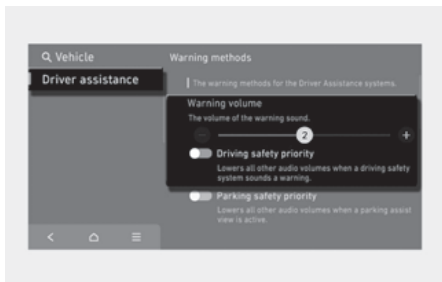 Vehicle
Warning methods
Driver assistance
The warning methods for the Driver Assistance systems.
Warning volume
The volume of the warning sound.
2
Driving safety priority
Lowers all other audio volumes when a driving safety
system sounds a warning.
Parking safety priority
Lowers all other audio volumes when a parking assist
view is active.